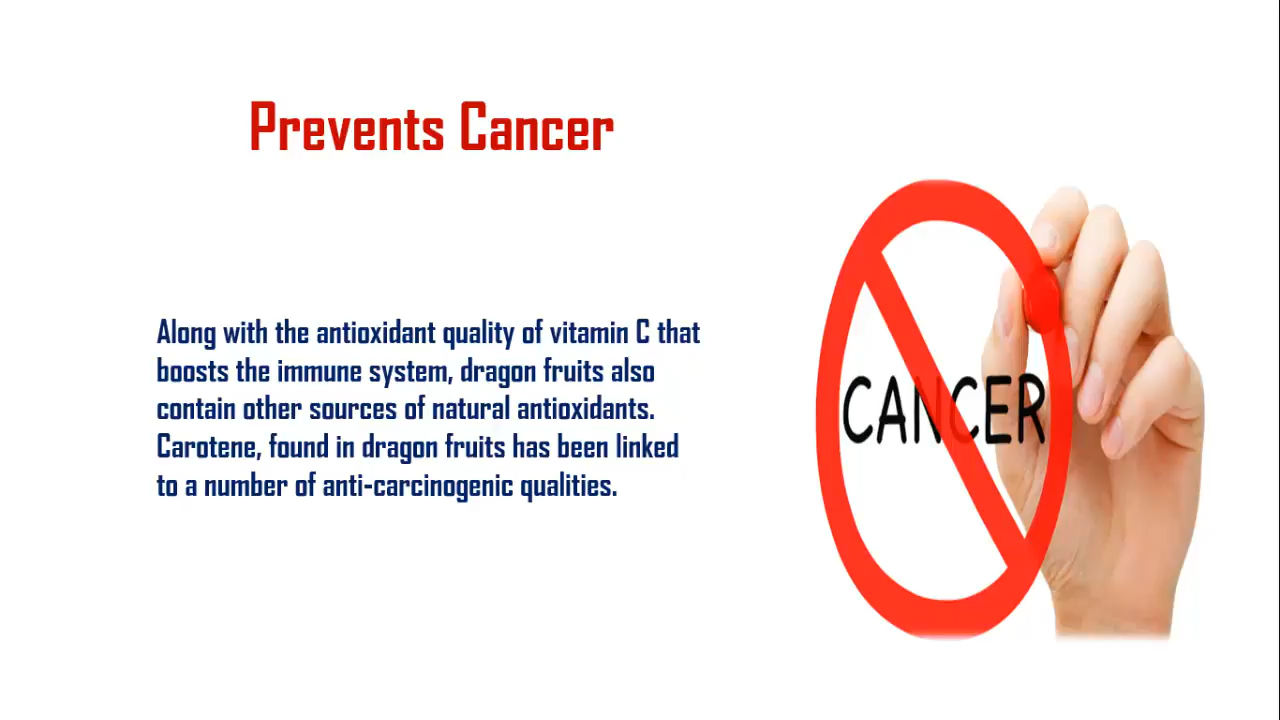 Prevents Cancer
Along with the antioxidant quality of vitamin C that
boosts the immune system, dragon fruits also
contain other sources of natural antioxidants.
Carotene, found in dragon fruits has been linked
to a number of anti-carcinogenic qualities.
CANCER